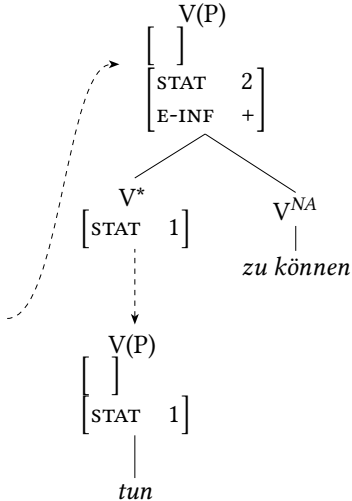 V(P)
[ ]
[STAT 2
E-INF +]
V* V^NA
[STAT 1]
zu können
V(P)
[ ]
[STAT 1]
tun